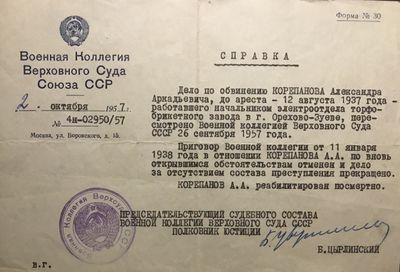 Форма № 30
Военная Коллегия
Верховного Суда
Союза ССР
2. октября 1957 г.
№ 4н-02950/57
Москва, ул. Воровского, д. 15.
СПРАВКА
Дело по обвинению КОРЕПАНОВА Александра
Аркадьевича, до ареста - 12 августа 1937 года -
работавшего начальником электроотдела торфо-
брикетного завода в г. Орехово-Зуеве, пере-
смотрено Военной коллегией Верховного Суда
СССР 26 сентября 1957 года.
Приговор Военной коллегии от 11 января
1938 года в отношении КОРЕПАНОВА А.А. по вновь
открывшимся обстоятельствам отменен и дело
за отсутствием состава преступления прекращено.
КОРЕПАНОВ А.А. реабилитирован посмертно.
ПРЕДСЕДАТЕЛЬСТВУЮЩИЙ СУДЕБНОГО СОСТАВА
ВОЕННОЙ КОЛЛЕГИИ ВЕРХОВНОГО СУДА СССР
ПОЛКОВНИК ЮСТИЦИИ
В.ЦЫРЛИНСКИЙ
в.г.